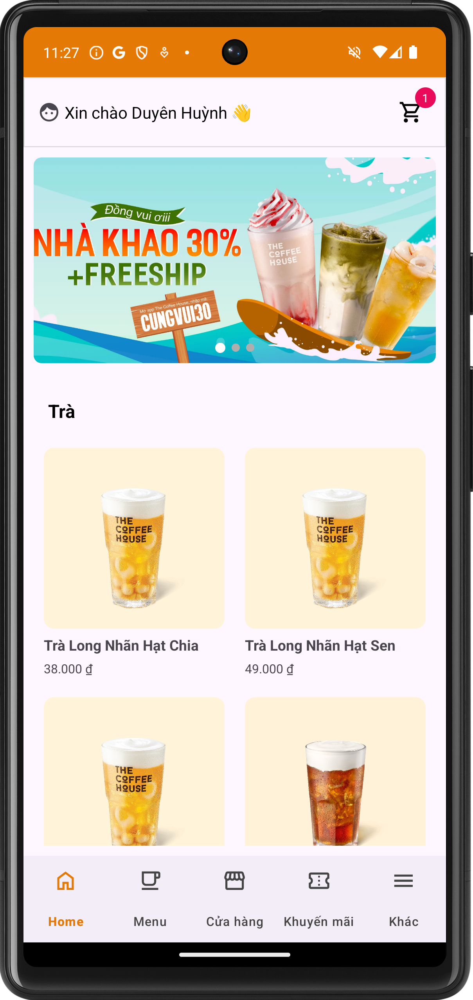 11:27
Xin chào Duyên Huỳnh 👋
1
Đồng vui ơiii
NHÀ KHAO 30%
+FREESHIP
Mở app The Coffee House, nhập mã:
CUNGVUI30
THE
COFFEE
HOUSE
Trà
THE
COFFEE
HOUSE
THE
COFFEE
HOUSE
Trà Long Nhãn Hạt Chia
Trà Long Nhãn Hạt Sen
38.000 ₫
49.000 ₫
THE
COFFEE
HOUSE
Home
Menu
Cửa hàng
Khuyến mãi
Khác